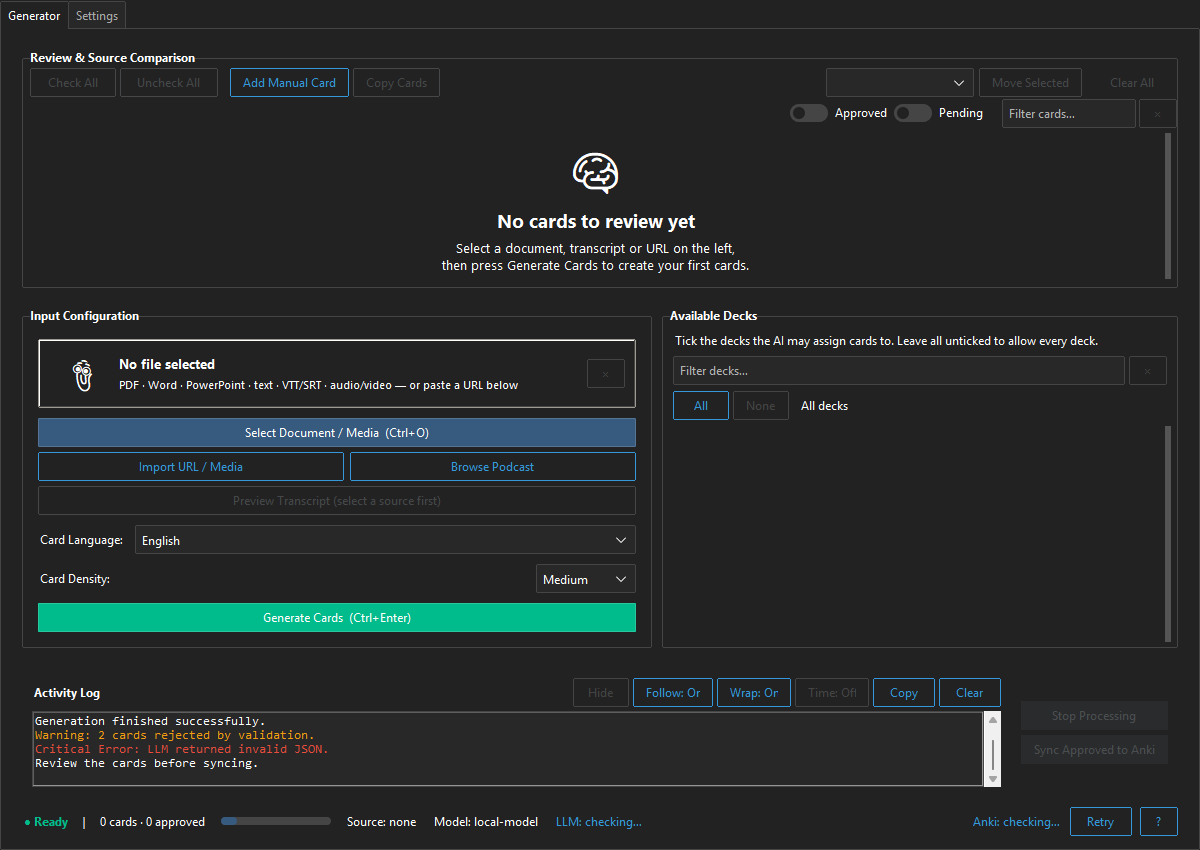 Generator Settings
Review & Source Comparison
Check All Uncheck All Add Manual Card Copy Cards Move Selected Clear All
Approved Pending Filter cards... ×
No cards to review yet
Select a document, transcript or URL on the left,
then press Generate Cards to create your first cards.
Input Configuration
No file selected
PDF · Word · PowerPoint · text · VTT/SRT · audio/video — or paste a URL below
×
Select Document / Media (Ctrl+O)
Import URL / Media Browse Podcast
Preview Transcript (select a source first)
Card Language: English
Card Density: Medium
Generate Cards (Ctrl+Enter)
Available Decks
Tick the decks the AI may assign cards to. Leave all unticked to allow every deck.
Filter decks... ×
All None All decks
Activity Log
Hide Follow: Or Wrap: Or Time: Off Copy Clear
Generation finished successfully.
Warning: 2 cards rejected by validation.
Critical Error: LLM returned invalid JSON.
Review the cards before syncing.
Stop Processing
Sync Approved to Anki
● Ready | 0 cards · 0 approved Source: none Model: local-model LLM: checking... Anki: checking... Retry ?